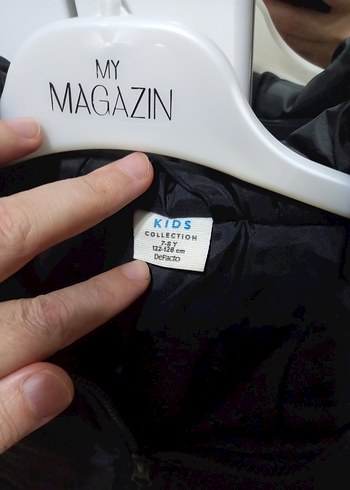 MY
MAGAZIN
KIDS
COLLECTION
7-8 Y
122-128 cm
DeFacto